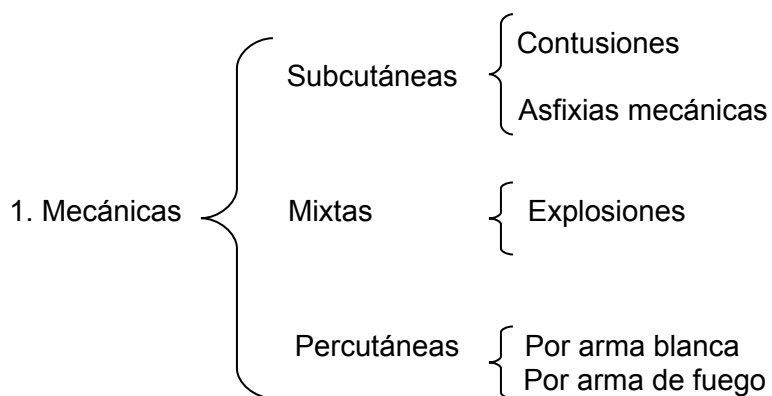 Contusiones
Subcutáneas
Asfixias mecánicas
1. Mecánicas
Mixtas
Explosiones
Percutáneas
Por arma blanca
Por arma de fuego